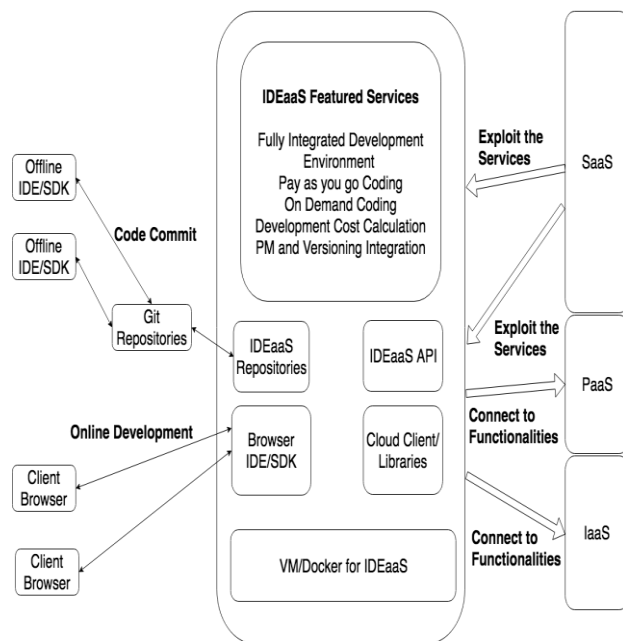 IDEaaS Featured Services
Fully Integrated Development
Environment
Pay as you go Coding
On Demand Coding
Development Cost Calculation
PM and Versioning Integration
Offline
IDE/SDK
Offline
IDE/SDK
Code Commit
Git
Repositories
IDEaaS
Repositories
IDEaaS API
Online Development
Browser
IDE/SDK
Cloud Client/
Libraries
Client
Browser
Client
Browser
VM/Docker for IDEaaS
Exploit the
Services
SaaS
Exploit the
Services
PaaS
Connect to
Functionalities
IaaS
Connect to
Functionalities